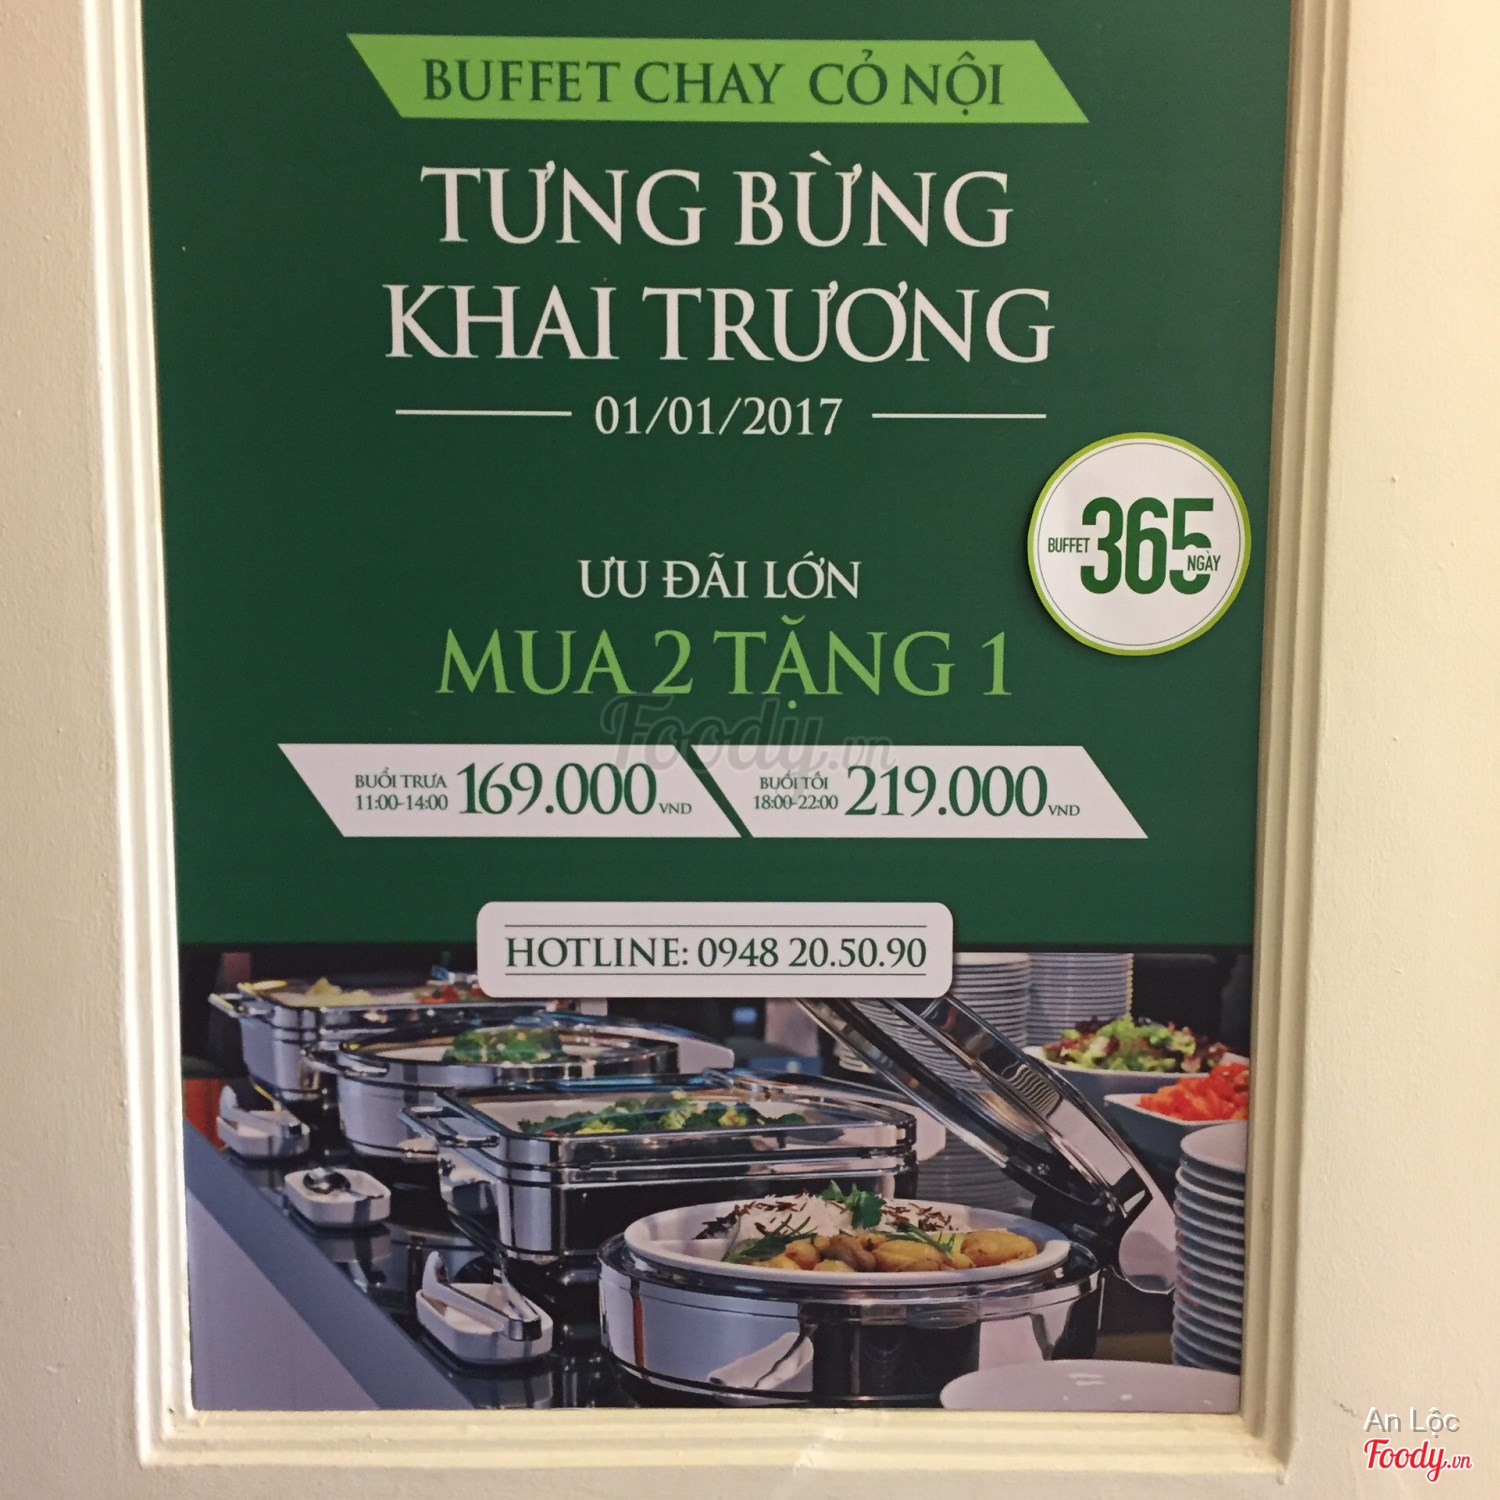 BUFFET CHAY CỎ NỘI
TƯNG BỪNG
KHAI TRƯƠNG
01/01/2017
BUFFET 365 NGÀY
ƯU ĐÃI LỚN
MUA 2 TẶNG 1
Foody.vn
BUỔI TRƯA
11:00-14:00 169.000 VND
BUỔI TỐI
18:00-22:00 219.000 VND
HOTLINE: 0948 20.50.90
An Lộc
Foody.vn